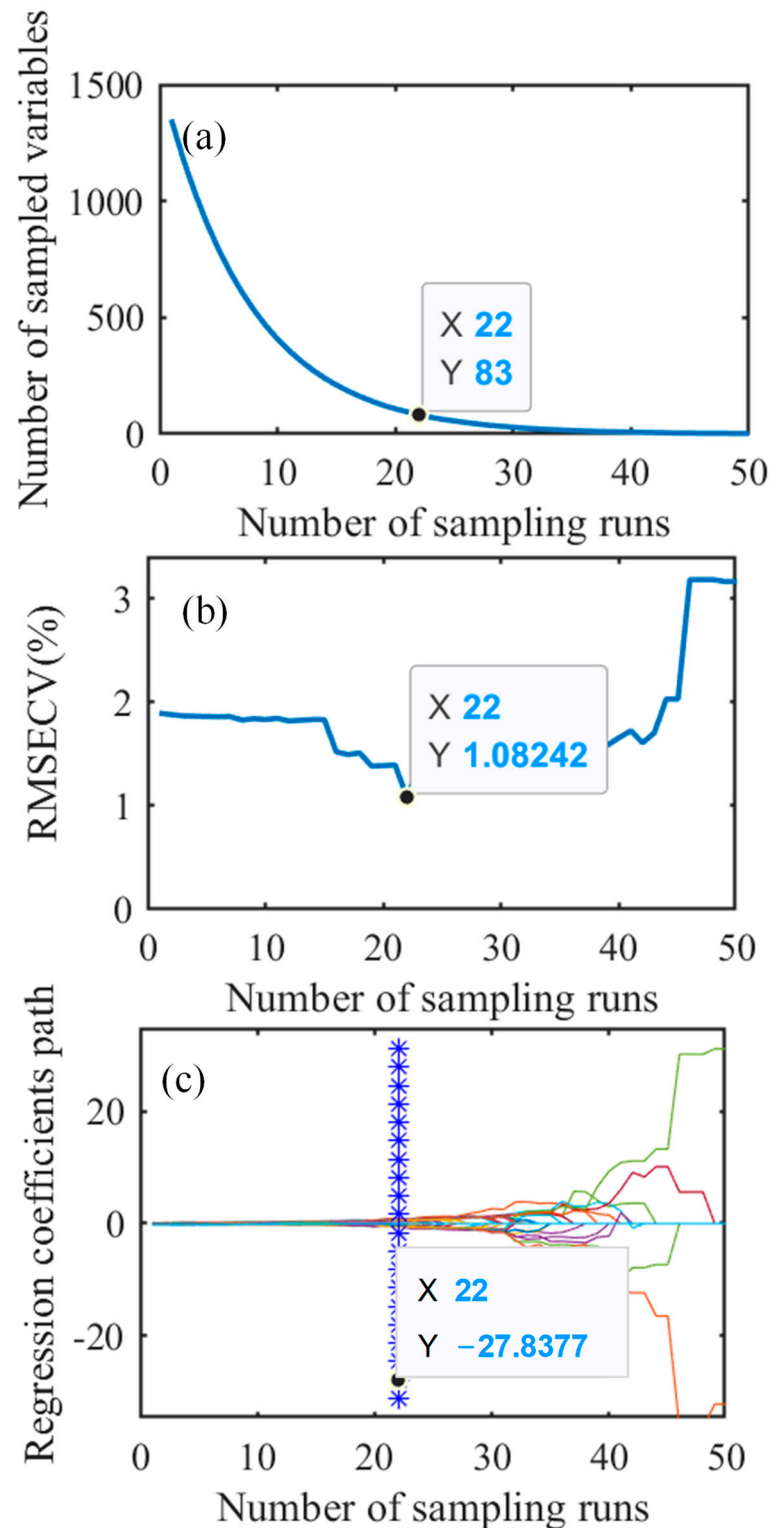 Number of sampled variables
1500
1000
500
0
(a)
X 22
Y 83
0 10 20 30 40 50
Number of sampling runs
RMSECV(%)
3
2
1
0
(b)
X 22
Y 1.08242
0 10 20 30 40 50
Number of sampling runs
Regression coefficients path
20
0
-20
(c)
X 22
Y −27.8377
0 10 20 30 40 50
Number of sampling runs